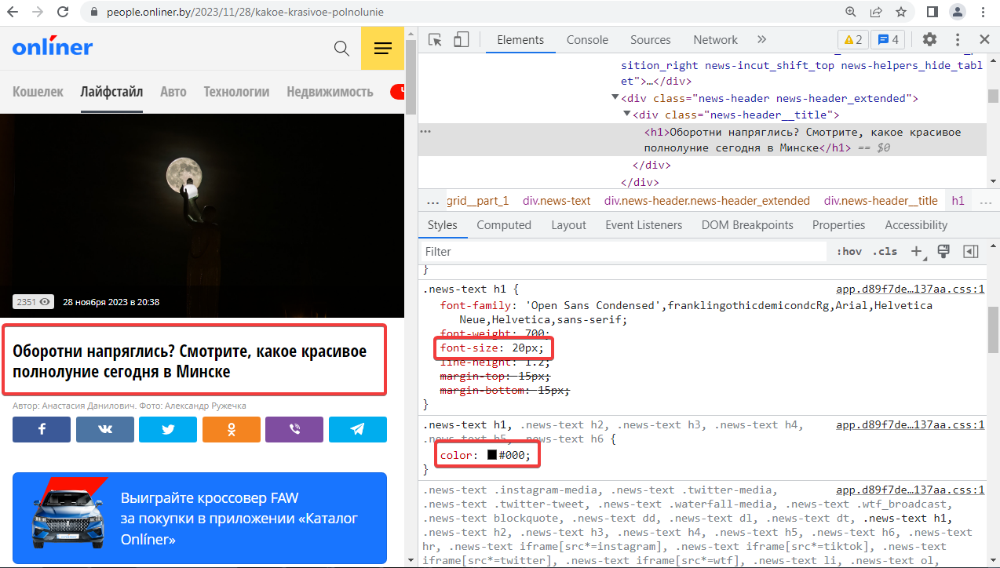 people.onliner.by/2023/11/28/kakoe-krasivoe-polnolunie
onlíner
Кошелек Лайфстайл Авто Технологии Недвижимость
2351 28 ноября 2023 в 20:38
Оборотни напряглись? Смотрите, какое красивое
полнолуние сегодня в Минске
Автор: Анастасия Данилович. Фото: Александр Ружечка
Выиграйте кроссовер FAW
за покупки в приложении «Каталог
Onlíner»
Elements Console Sources Network » 2 4
sition_right news-incut_shift_top news-helpers_hide_tabl
et">…</div>
<div class="news-header news-header_extended">
<div class="news-header__title">
<h1>Оборотни напряглись? Смотрите, какое красивое
полнолуние сегодня в Минске</h1> == $0
</div>
</div>
... grid__part_1 div.news-text div.news-header.news-header_extended div.news-header__title h1 ...
Styles Computed Layout Event Listeners DOM Breakpoints Properties Accessibility
Filter :hov .cls +
}
.news-text h1 { app.d89f7de…137aa.css:1
font-family: 'Open Sans Condensed',franklingothicdemicondcRg,Arial,Helvetica
Neue,Helvetica,sans-serif;
font-weight: 700;
font-size: 20px;
line-height: 1.2;
margin-top: 15px;
margin-bottom: 15px;
}
.news-text h1, .news-text h2, .news-text h3, .news-text h4, app.d89f7de…137aa.css:1
.news-text h5, .news-text h6 {
color: #000;
}
.news-text .instagram-media, .news-text .twitter-media, app.d89f7de…137aa.css:1
.news-text .twitter-tweet, .news-text .waterfall-media, .news-text .wtf_broadcast,
.news-text blockquote, .news-text dd, .news-text dl, .news-text dt, .news-text h1,
.news-text h2, .news-text h3, .news-text h4, .news-text h5, .news-text h6, .news-text
hr, .news-text iframe[src*=instagram], .news-text iframe[src*=tiktok], .news-text
iframe[src*=twitter], .news-text iframe[src*=wtf], .news-text li, .news-text ol,